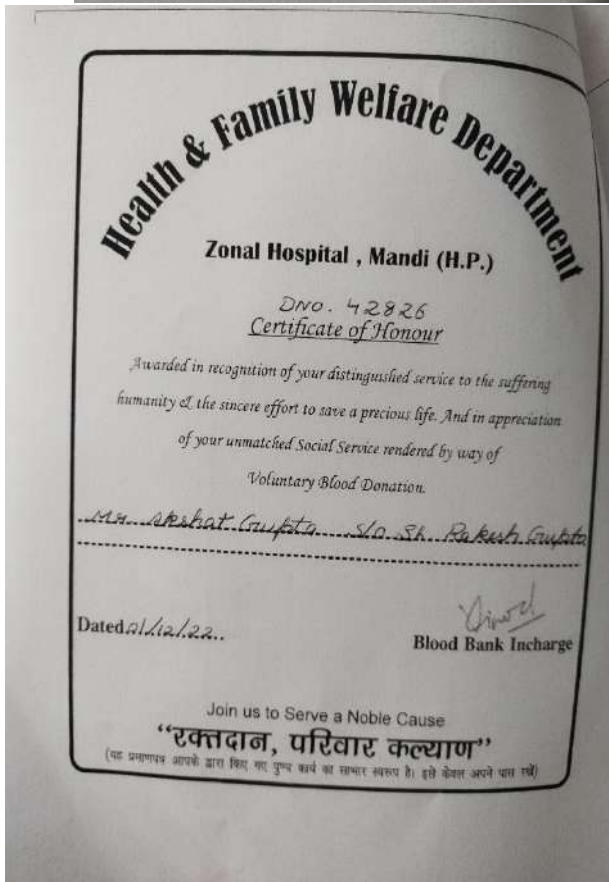 Health & Family Welfare Department
Zonal Hospital , Mandi (H.P.)
DNO. 42826
Certificate of Honour
Awarded in recognition of your distinguished service to the suffering
humanity & the sincere effort to save a precious life. And in appreciation
of your unmatched Social Service rendered by way of
Voluntary Blood Donation.
Mr. Akshat Gupta S/o Sh. Rakesh Gupta
Dated 01/12/22..
Blood Bank Incharge
Join us to Serve a Noble Cause
“रक्तदान, परिवार कल्याण”
(यह प्रमाणपत्र आपके द्वारा किए गए पुण्य कार्य का साभार स्वरूप है। इसे केवल अपने पास रखें)